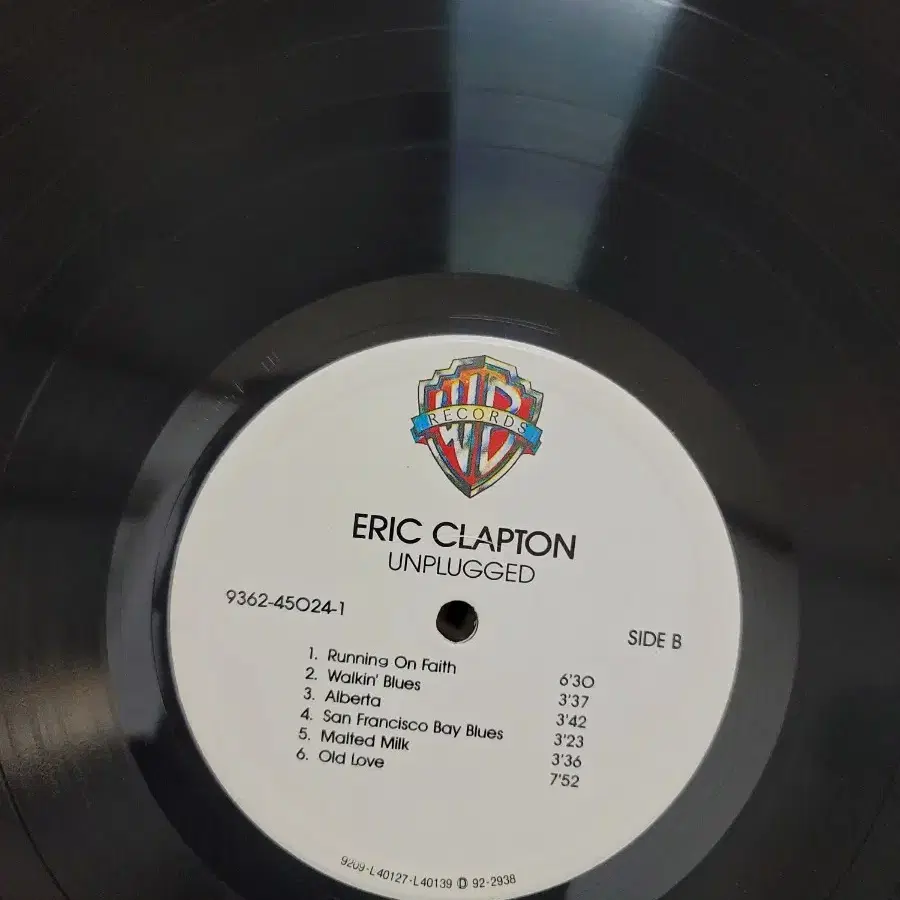 WB
RECORDS
ERIC CLAPTON
UNPLUGGED
9362-45024-1
SIDE B
1. Running On Faith 6'30
2. Walkin' Blues 3'37
3. Alberta 3'42
4. San Francisco Bay Blues 3'23
5. Malted Milk 3'36
6. Old Love 7'52
9209-L40127-L40139 Ⓓ 92-2938